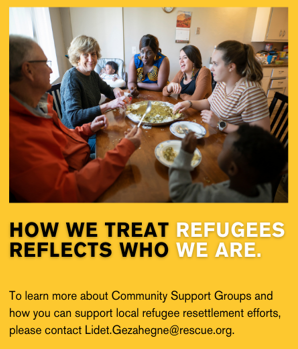 HOW WE TREAT REFUGEES
REFLECTS WHO WE ARE.
To learn more about Community Support Groups and
how you can support local refugee resettlement efforts,
please contact Lidet.Gezahegne@rescue.org.